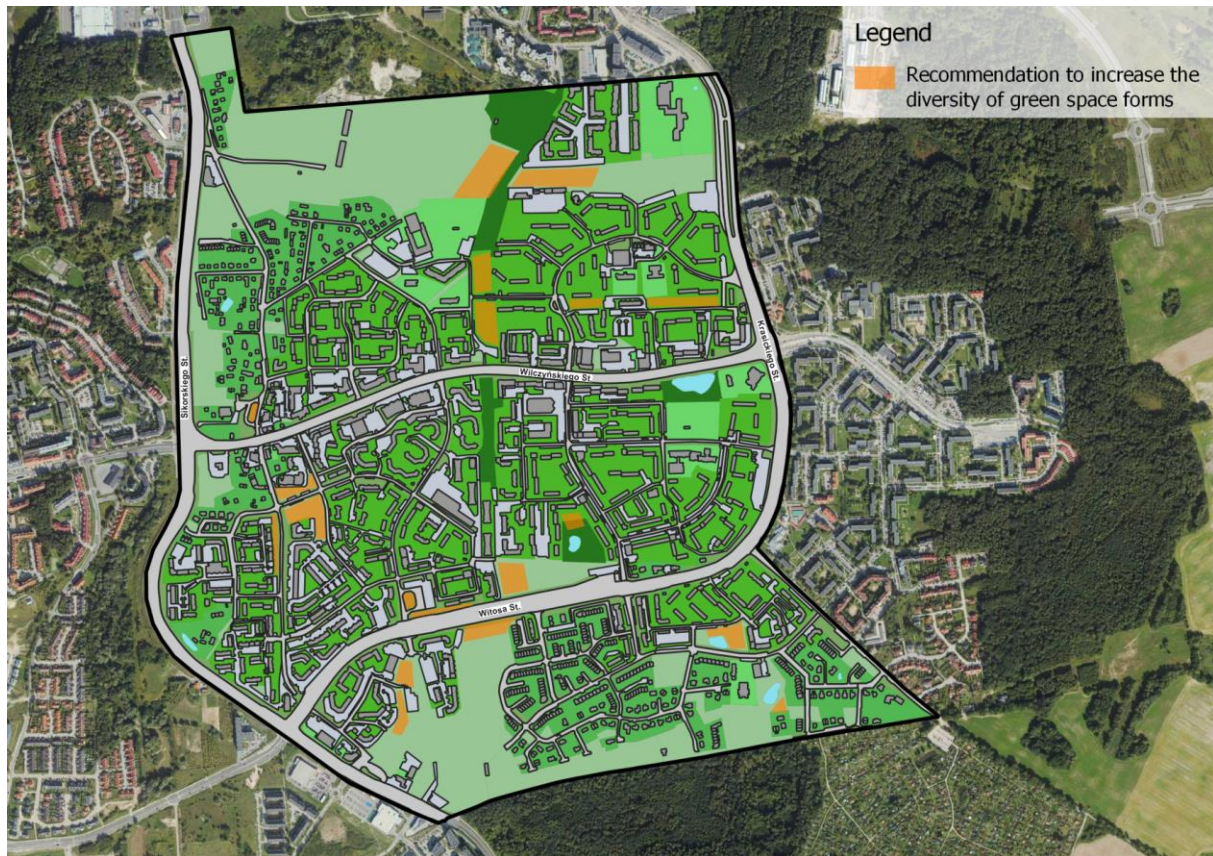 Legend
Recommendation to increase the
diversity of green space forms
Sikorskiego St.
Wilczyńskiego St
Krasickiego St.
Witosa St.